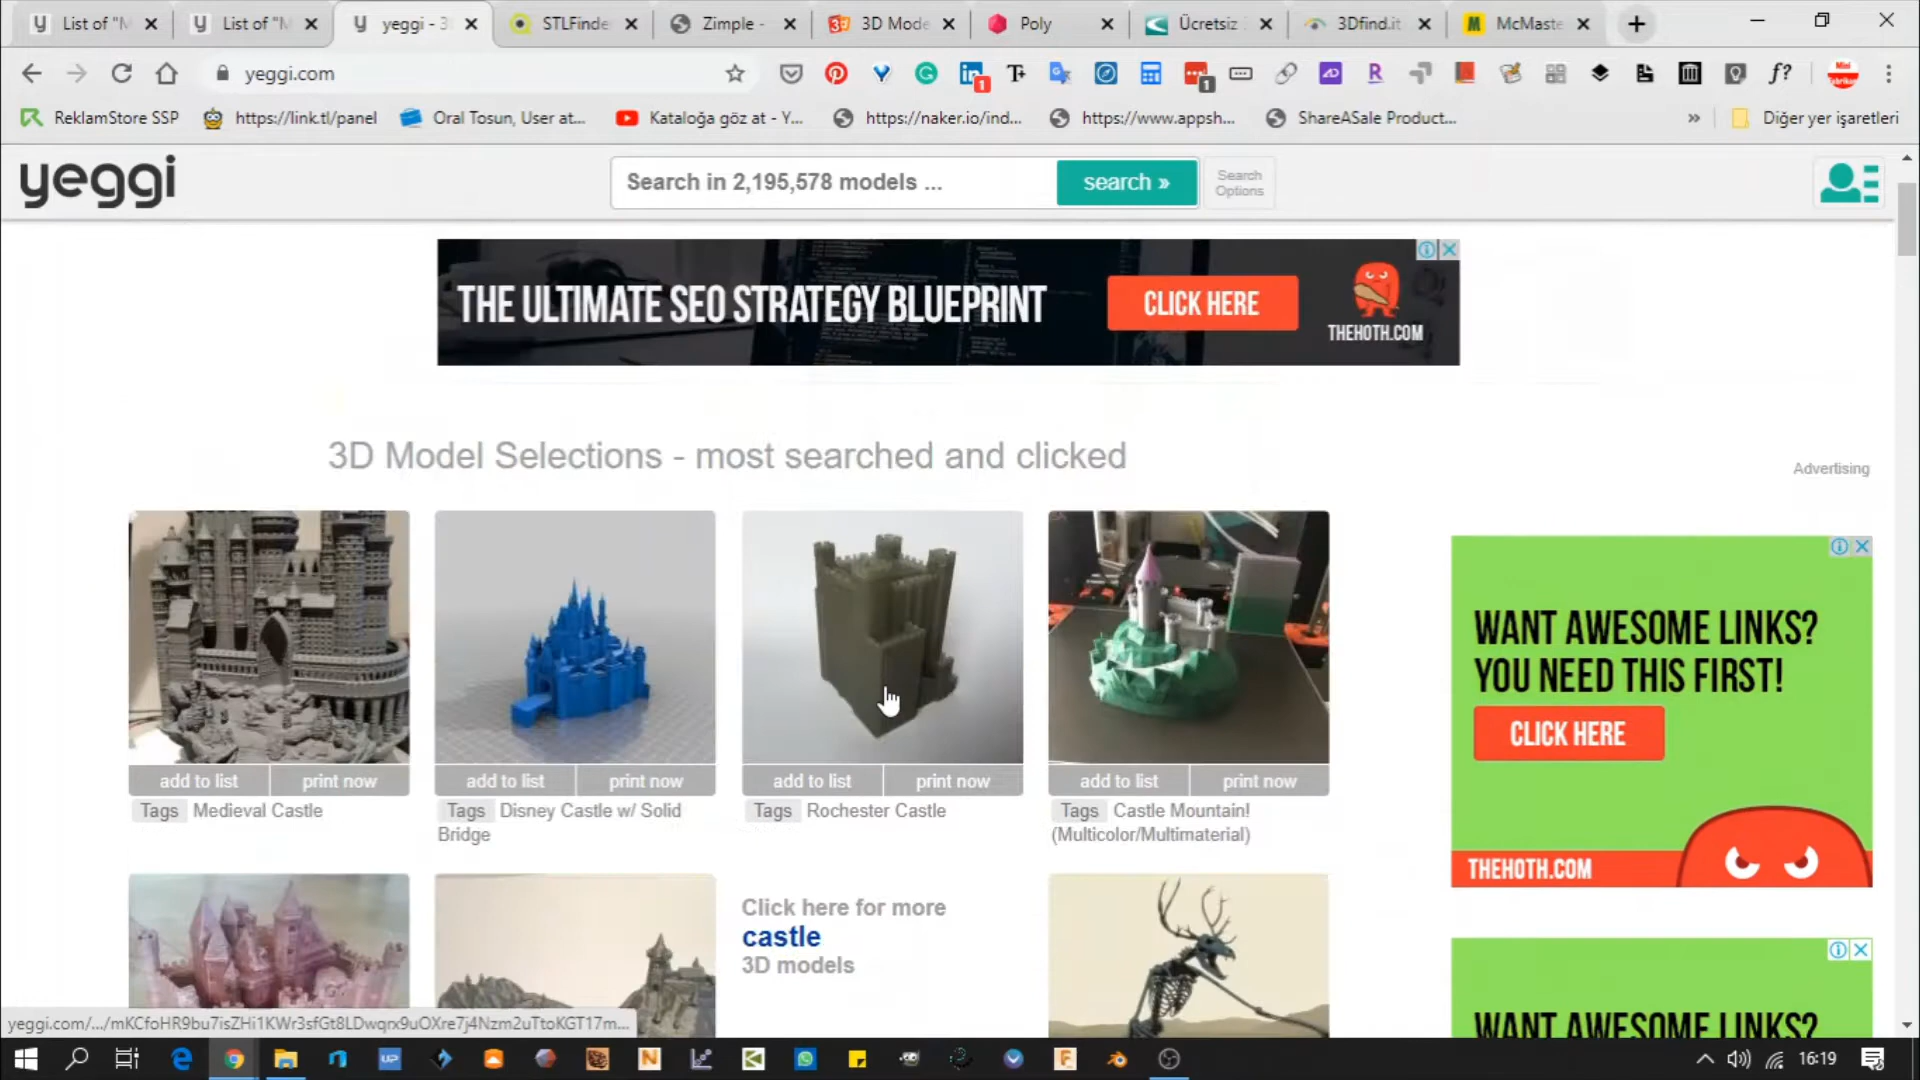 List of "M
List of "M
yeggi - 3
STLFinde
Zimple -
3D Mode
Poly
Ücretsiz
3Dfind.it
McMaste
yeggi.com
ReklamStore SSP
https://link.tl/panel
Oral Tosun, User at...
Kataloğa göz at - Y...
https://naker.io/ind...
https://www.appsh...
ShareASale Product...
»
Diğer yer işaretleri
yeggi
Search in 2,195,578 models ...
search »
Search
Options
THE ULTIMATE SEO STRATEGY BLUEPRINT
CLICK HERE
THEHOTH.COM
3D Model Selections - most searched and clicked
Advertising
add to list
print now
add to list
print now
add to list
print now
add to list
print now
Tags Medieval Castle
Tags Disney Castle w/ Solid
Bridge
Tags Rochester Castle
Tags Castle Mountain!
(Multicolor/Multimaterial)
WANT AWESOME LINKS?
YOU NEED THIS FIRST!
CLICK HERE
THEHOTH.COM
Click here for more
castle
3D models
WANT AWESOME LINKS?
yeggi.com/.../mKCfoHR9bu7isZHi1KWr3sfGt8LDwqrx9uOXre7j4Nzm2uTtoKGT17m...
16:19